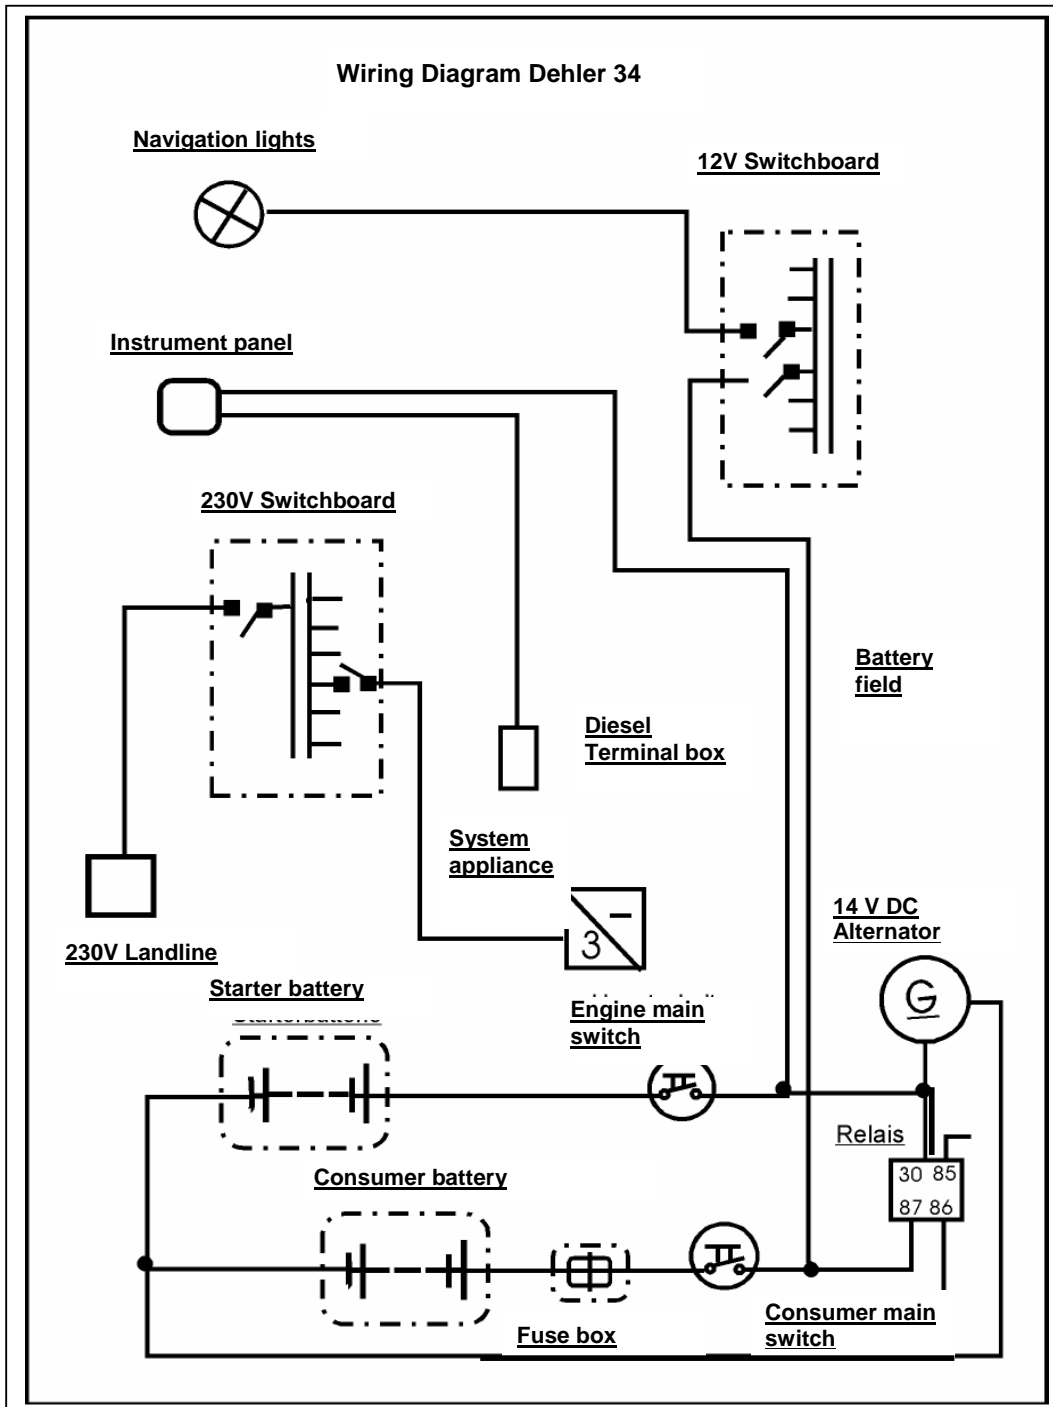 Wiring Diagram Dehler 34
Navigation lights
12V Switchboard
Instrument panel
230V Switchboard
Battery
field
Diesel
Terminal box
System
appliance
3
14 V DC
Alternator
230V Landline
G
Starter battery
Engine main
switch
Relais
30 85
87 86
Consumer battery
Consumer main
switch
Fuse box